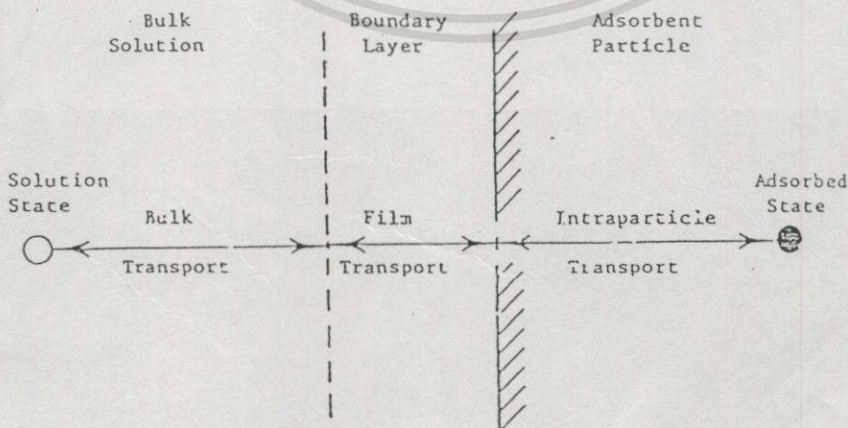 Bulk
Solution
Boundary
Layer
Adsorbent
Particle
Solution
State
Bulk
Transport
Film
Transport
Intraparticle
Transport
Adsorbed
State